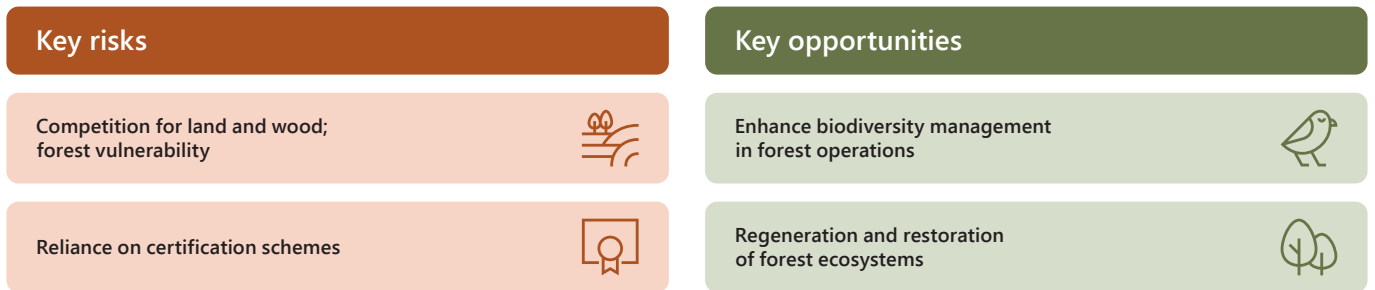 Key risks
Competition for land and wood;
forest vulnerability
Reliance on certification schemes
Key opportunities
Enhance biodiversity management
in forest operations
Regeneration and restoration
of forest ecosystems